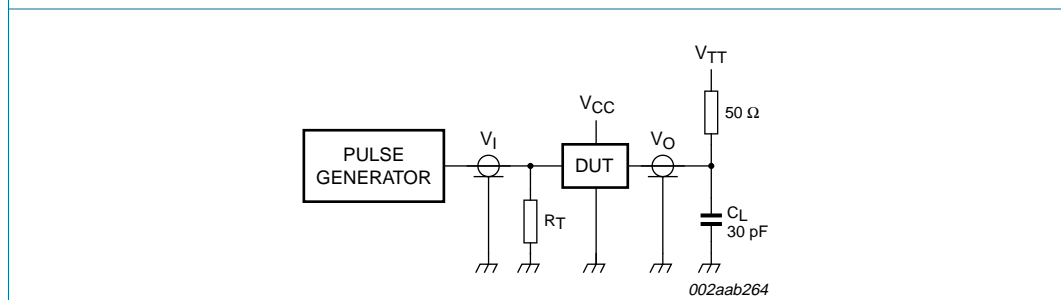 VTT
50 Ω
VCC
VI
VO
PULSE
GENERATOR
DUT
RT
CL
30 pF
002aab264